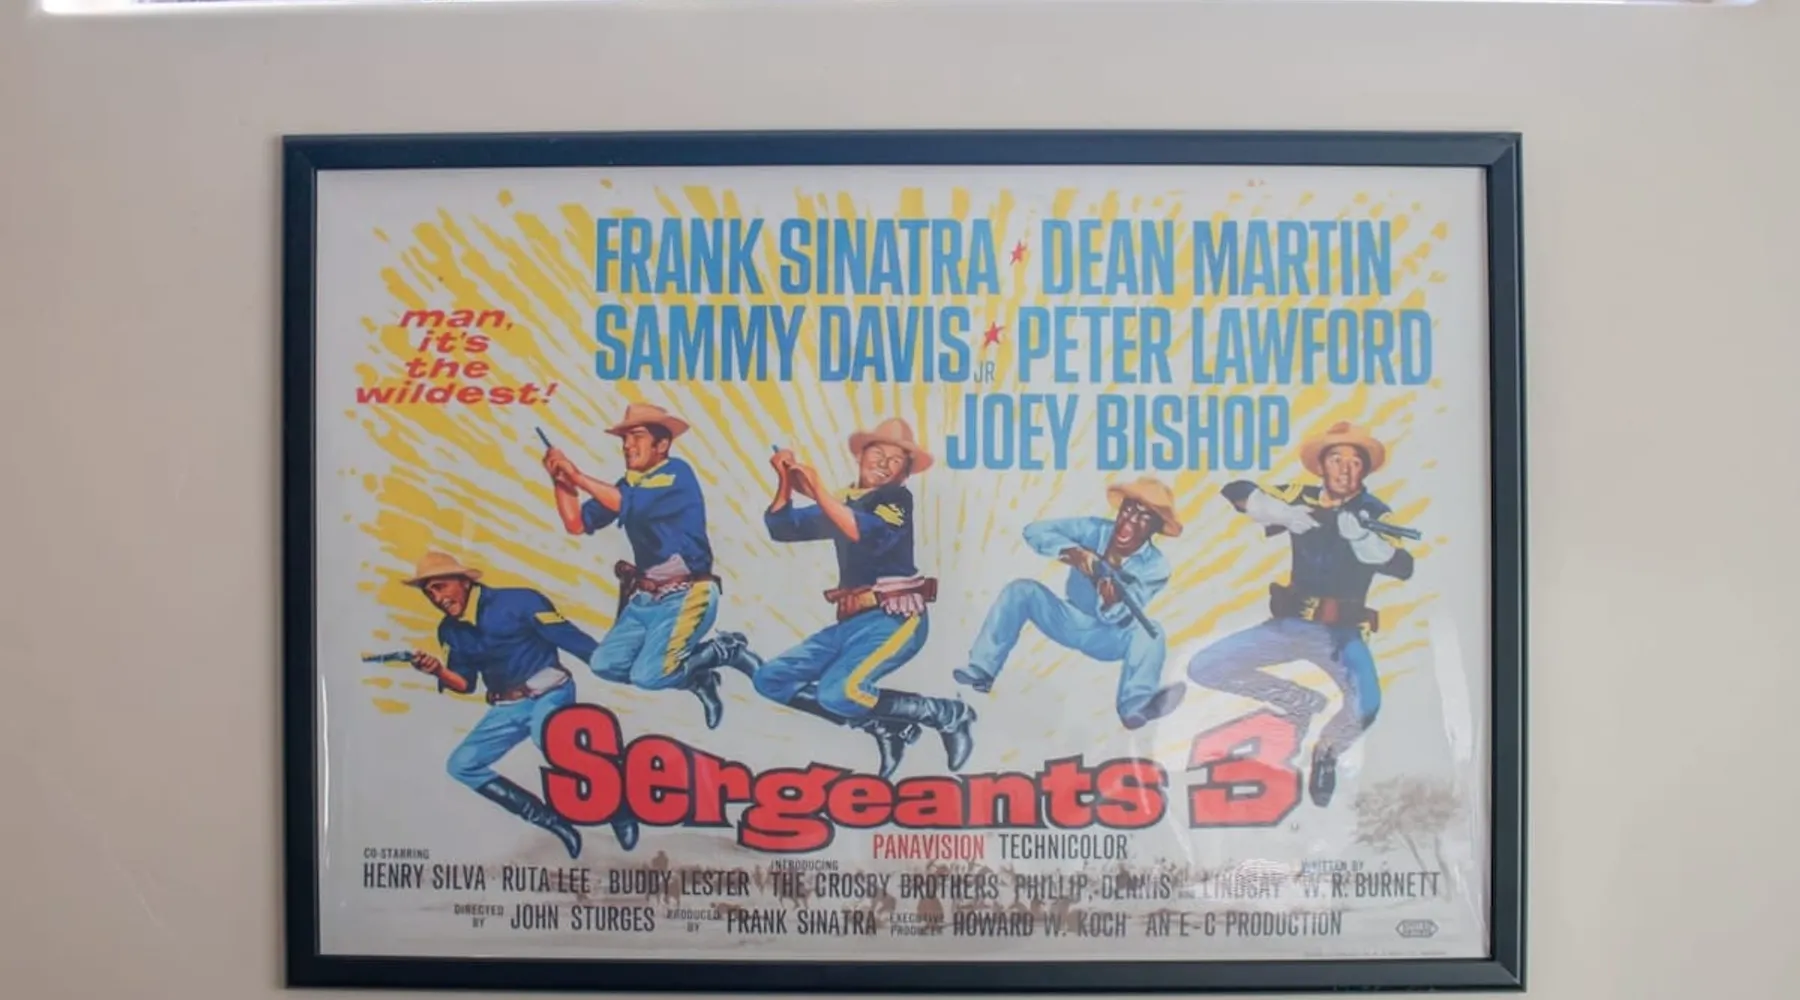 FRANK SINATRA ★ DEAN MARTIN
SAMMY DAVIS JR ★ PETER LAWFORD
JOEY BISHOP
man,
it's
the
wildest!
Sergeants 3
PANAVISION TECHNICOLOR
CO-STARRING HENRY SILVA · RUTA LEE · BUDDY LESTER INTRODUCING THE CROSBY BROTHERS PHILLIP, DENNIS AND LINDSAY WRITTEN BY W. R. BURNETT
DIRECTED BY JOHN STURGES PRODUCED BY FRANK SINATRA EXECUTIVE PRODUCER HOWARD W. KOCH AN E-C PRODUCTION